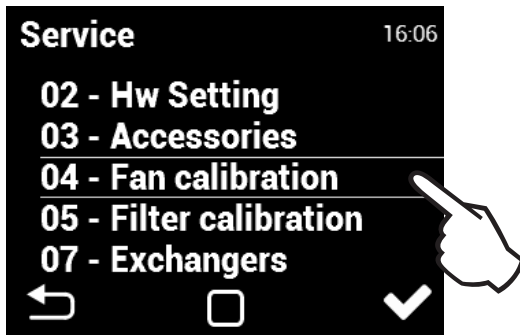 Service 16:06
02 - Hw Setting
03 - Accessories
04 - Fan calibration
05 - Filter calibration
07 - Exchangers